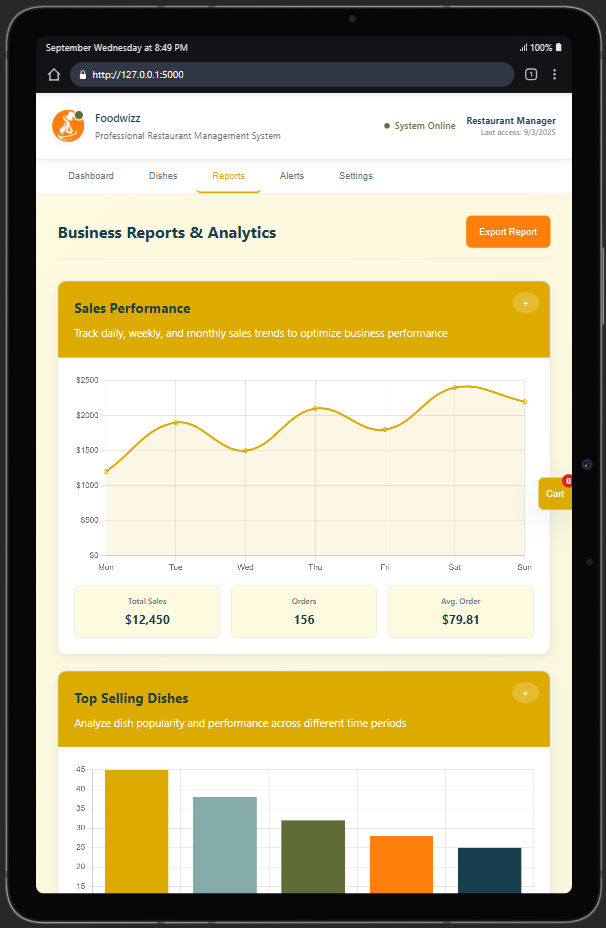 September Wednesday at 8:49 PM 100%
http://127.0.0.1:5000 1
Foodwizz
Professional Restaurant Management System
System Online
Restaurant Manager
Last access: 9/3/2025
Dashboard Dishes Reports Alerts Settings
Business Reports & Analytics
Export Report
Sales Performance +
Track daily, weekly, and monthly sales trends to optimize business performance
$2500
$2000
$1500
$1000
$500
$0
Mon Tue Wed Thu Fri Sat Sun
Cart 0
Total Sales Orders Avg. Order
$12,450 156 $79.81
Top Selling Dishes +
Analyze dish popularity and performance across different time periods
45
40
35
30
25
20
15